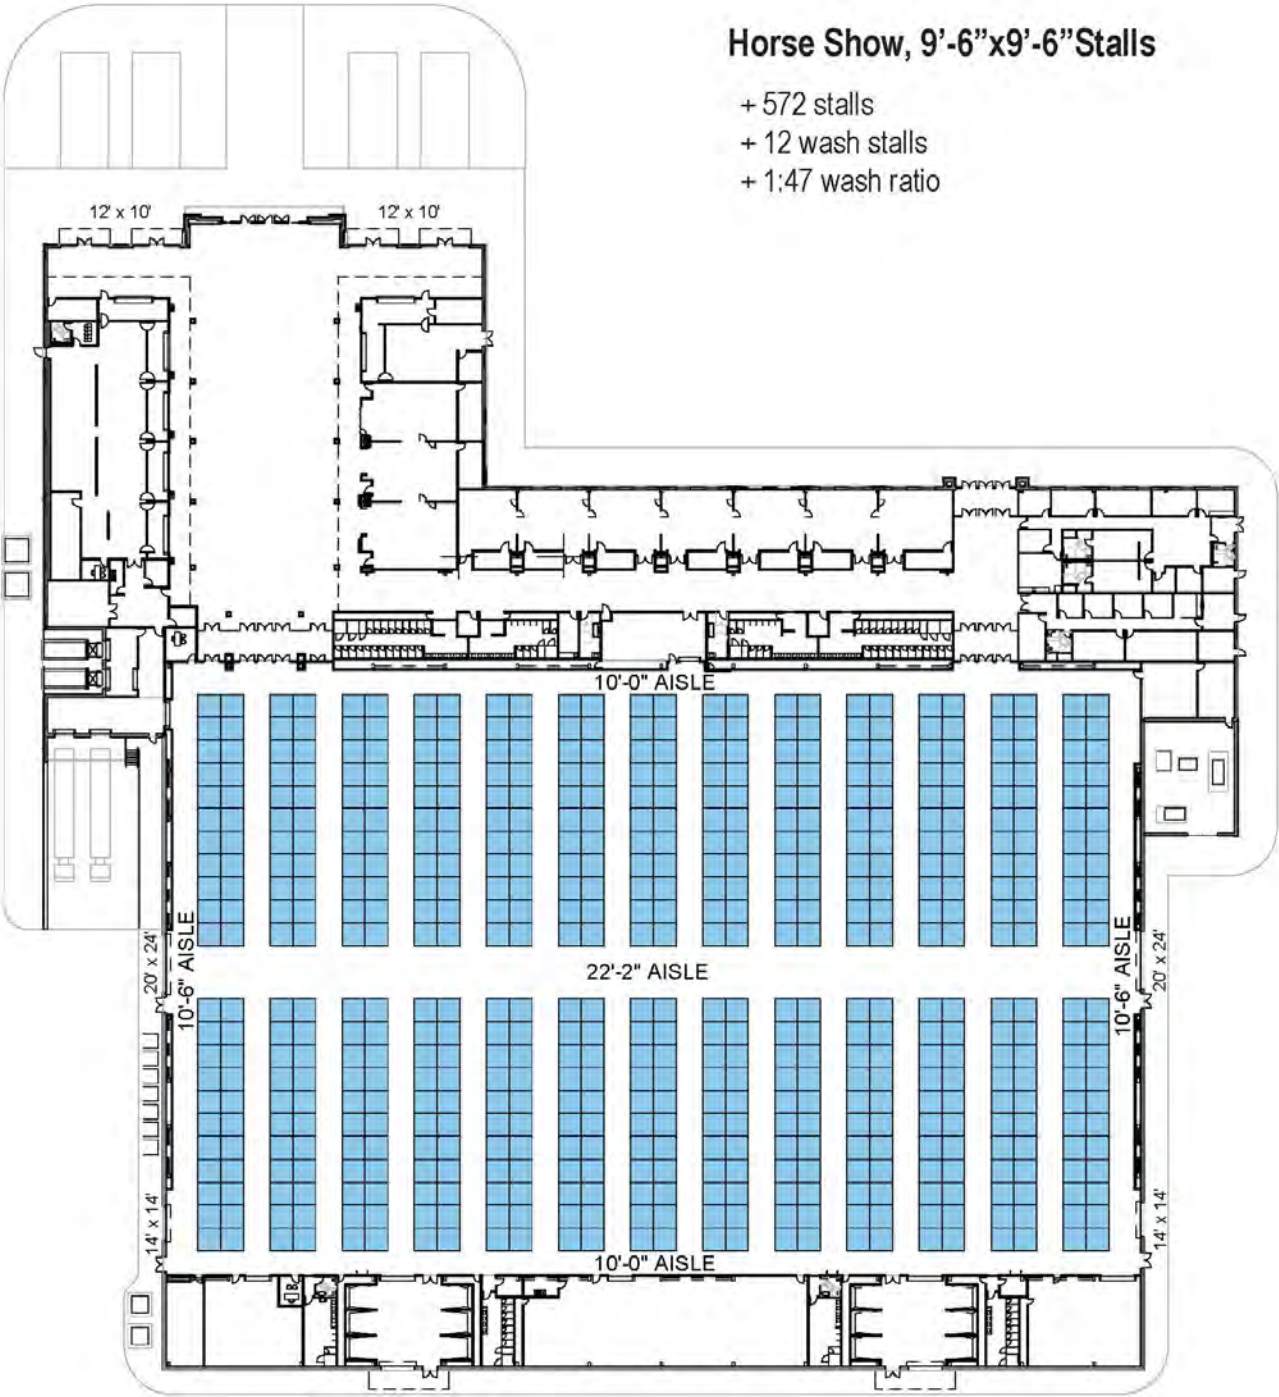 Horse Show, 9'-6"x9'-6"Stalls
+ 572 stalls
+ 12 wash stalls
+ 1:47 wash ratio
12' x 10'
12' x 10'
10'-0" AISLE
10'-6" AISLE
20' x 24'
22'-2" AISLE
10'-6" AISLE
20' x 24'
14' x 14'
14' x 14'
10'-0" AISLE